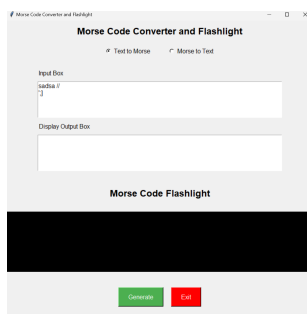 Morse Code Converter and Flashlight
Morse Code Converter and Flashlight
Text to Morse Morse to Text
Input Box
sadsa //
Display Output Box
Morse Code Flashlight
Generate Exit